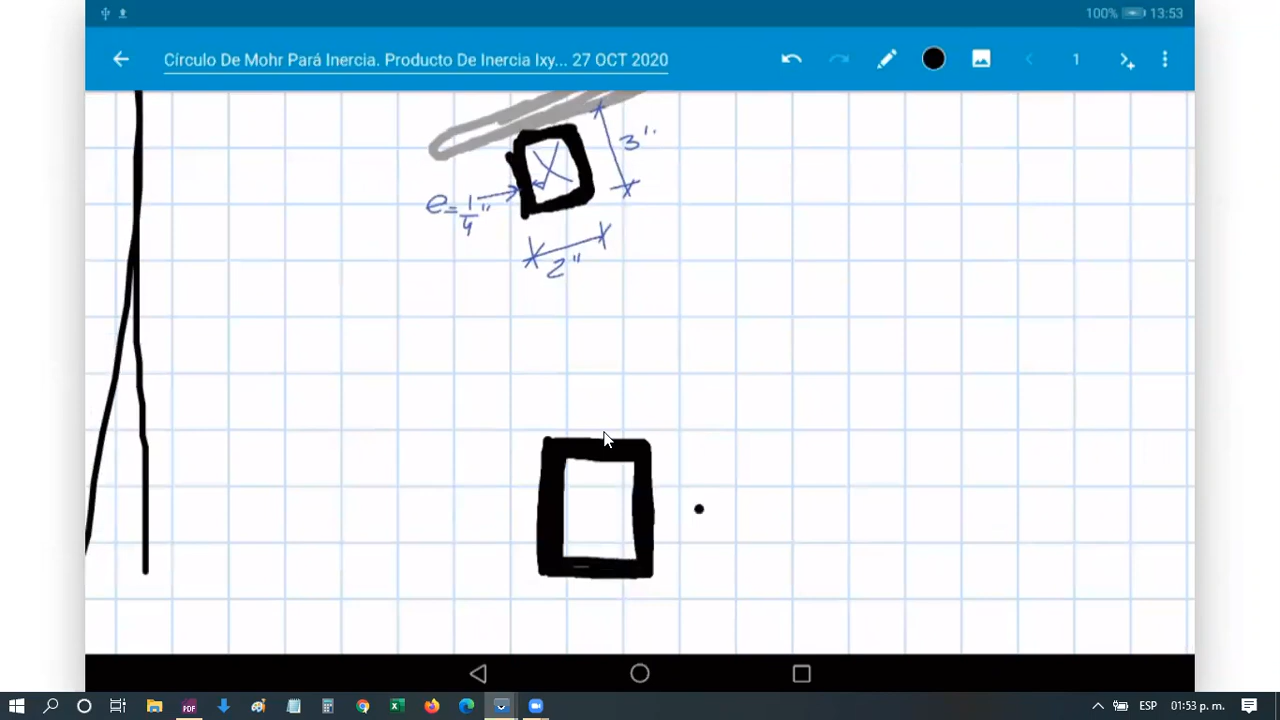 100% 13:53
Círculo De Mohr Pará Inercia. Producto De Inercia Ixy... 27 OCT 2020
1
3"
e=1/4"
2"
PDF
ESP
01:53 p. m.